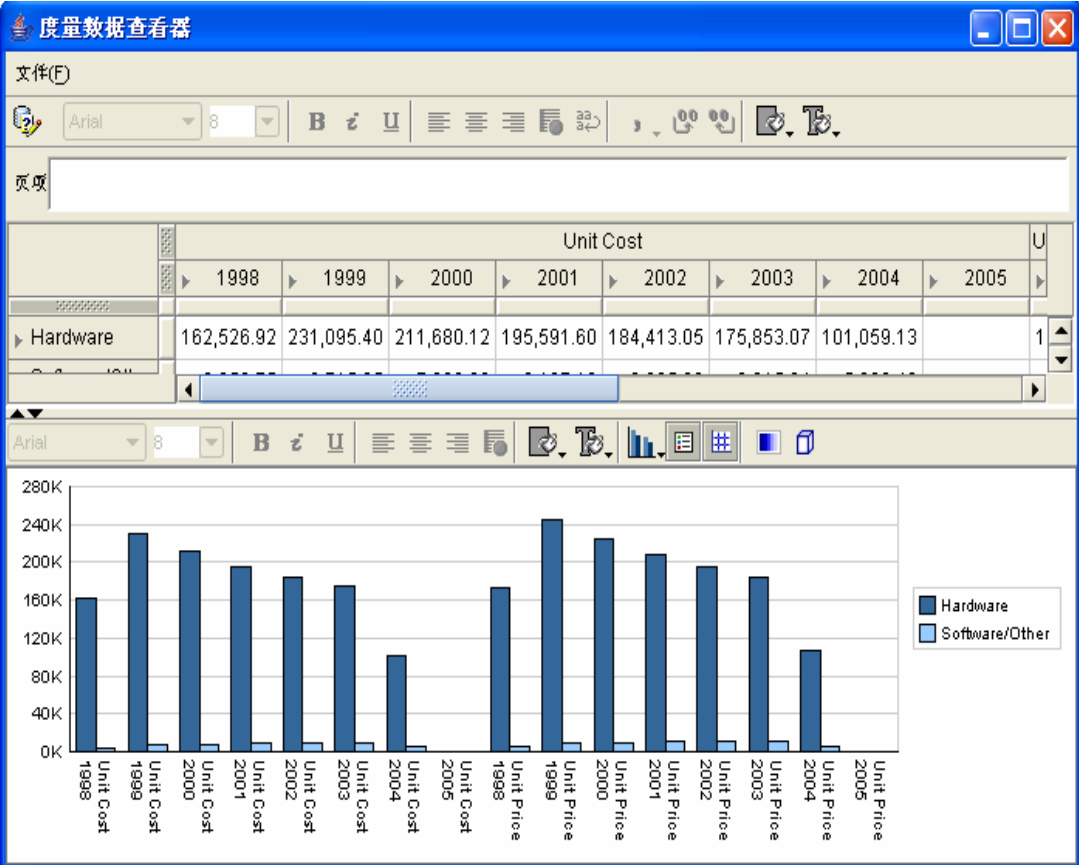 度量数据查看器
文件(F)
Arial 8 B i U
页项
Unit Cost U
1998 1999 2000 2001 2002 2003 2004 2005
Hardware 162,526.92 231,095.40 211,680.12 195,591.60 184,413.05 175,853.07 101,059.13 1
Arial 8 B i U
280K
240K
200K
160K
120K
80K
40K
0K
Hardware
Software/Other
Unit Cost 1998
Unit Cost 1999
Unit Cost 2000
Unit Cost 2001
Unit Cost 2002
Unit Cost 2003
Unit Cost 2004
Unit Cost 2005
Unit Price 1998
Unit Price 1999
Unit Price 2000
Unit Price 2001
Unit Price 2002
Unit Price 2003
Unit Price 2004
Unit Price 2005